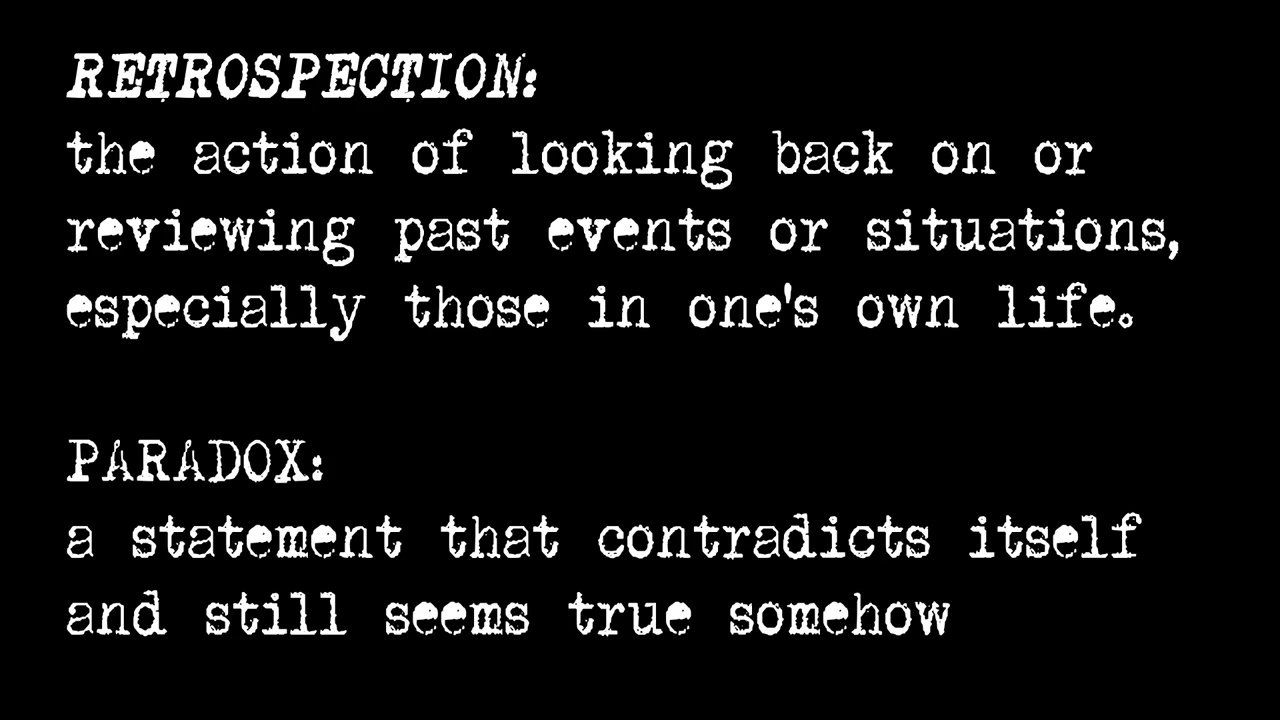 RETROSPECTION:
the action of looking back on or
reviewing past events or situations,
especially those in one's own life.
PARADOX:
a statement that contradicts itself
and still seems true somehow